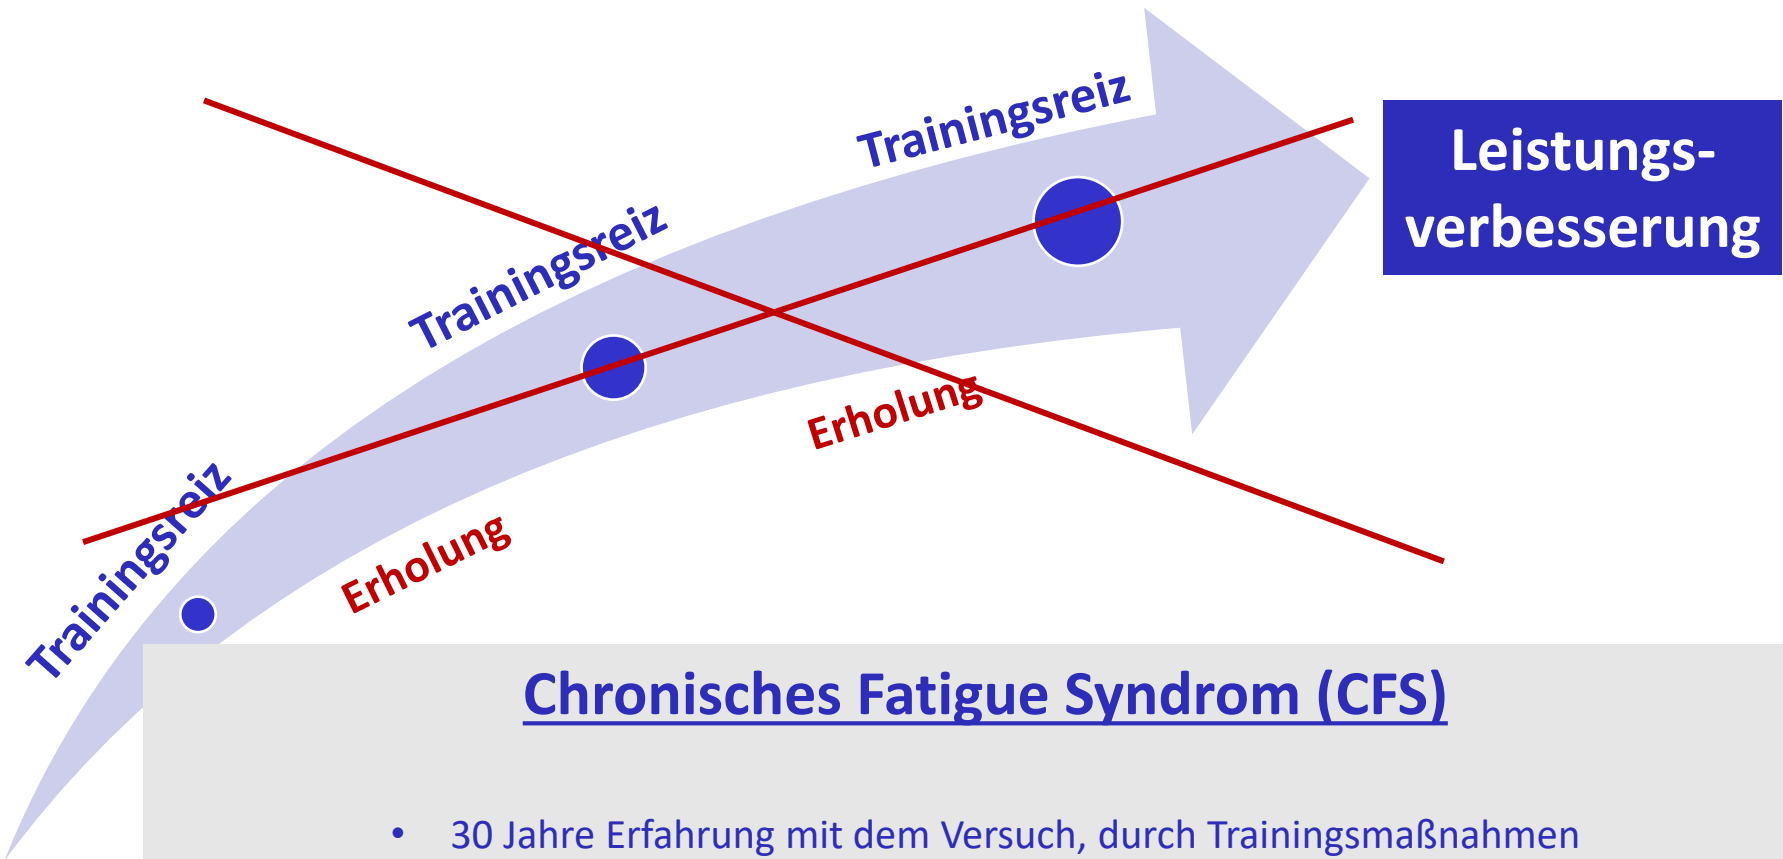 Trainingsreiz
Leistungs-
verbesserung
Trainingsreiz
Erholung
Trainingsreiz
Erholung
Chronisches Fatigue Syndrom (CFS)
• 30 Jahre Erfahrung mit dem Versuch, durch Trainingsmaßnahmen